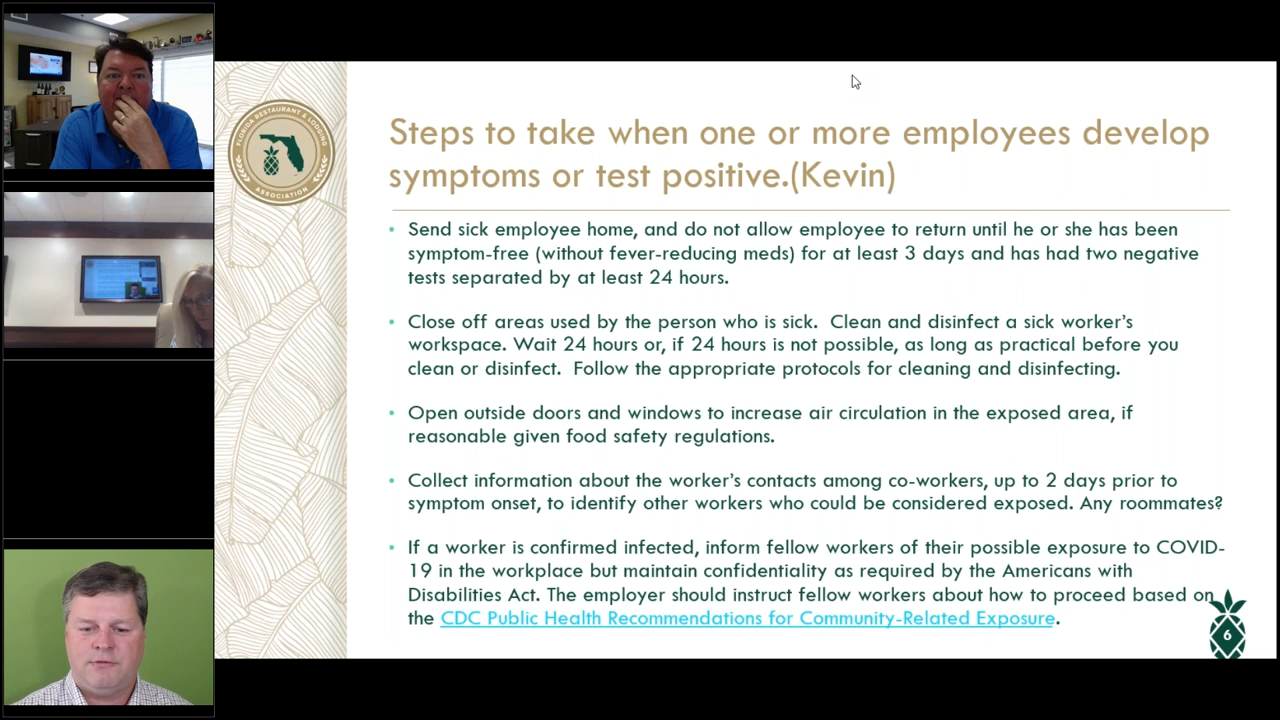 FLORIDA RESTAURANT & LODGING
ASSOCIATION
Steps to take when one or more employees develop
symptoms or test positive.(Kevin)
• Send sick employee home, and do not allow employee to return until he or she has been
symptom-free (without fever-reducing meds) for at least 3 days and has had two negative
tests separated by at least 24 hours.
• Close off areas used by the person who is sick.  Clean and disinfect a sick worker's
workspace. Wait 24 hours or, if 24 hours is not possible, as long as practical before you
clean or disinfect.  Follow the appropriate protocols for cleaning and disinfecting.
• Open outside doors and windows to increase air circulation in the exposed area, if
reasonable given food safety regulations.
• Collect information about the worker's contacts among co-workers, up to 2 days prior to
symptom onset, to identify other workers who could be considered exposed. Any roommates?
• If a worker is confirmed infected, inform fellow workers of their possible exposure to COVID-
19 in the workplace but maintain confidentiality as required by the Americans with
Disabilities Act. The employer should instruct fellow workers about how to proceed based on
the CDC Public Health Recommendations for Community-Related Exposure.
6